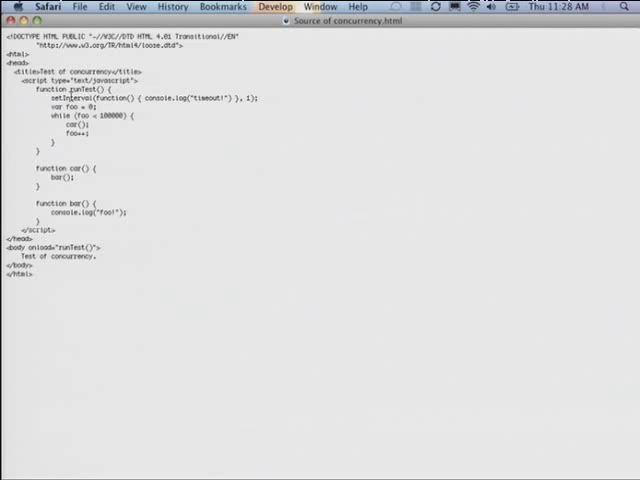 Safari File Edit View History Bookmarks Develop Window Help Thu 11:28 AM
Source of concurrency.html
<!DOCTYPE HTML PUBLIC "-//W3C//DTD HTML 4.01 Transitional//EN"
"http://www.w3.org/TR/html4/loose.dtd">
<html>
<head>
<title>Test of concurrency</title>
<script type="text/javascript">
function runTest() {
setInterval(function() { console.log("timeout!") }, 1);
var foo = 0;
while (foo < 100000) {
car();
foo++;
}
}
function car() {
bar();
}
function bar() {
console.log("foo!");
}
</script>
</head>
<body onload="runTest()">
Test of concurrency.
</body>
</html>